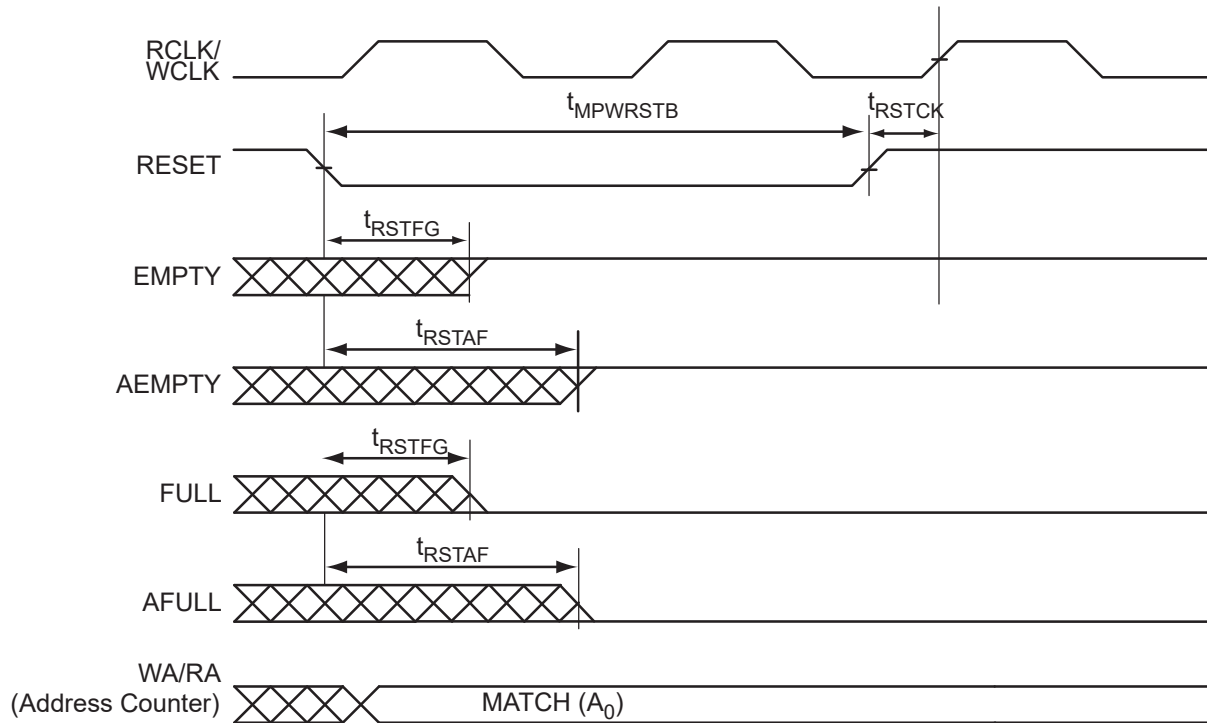 RCLK/
WCLK
tMPWRSTB
tRSTCK
RESET
tRSTFG
EMPTY
tRSTAF
AEMPTY
tRSTFG
FULL
tRSTAF
AFULL
WA/RA
(Address Counter)
MATCH (A0)